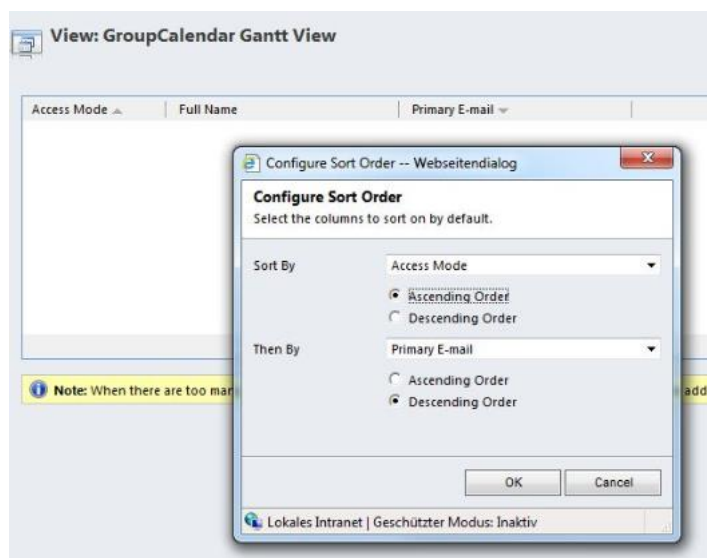 View: GroupCalendar Gantt View
Access Mode Full Name Primary E-mail
Configure Sort Order -- Webseitendialog
Configure Sort Order
Select the columns to sort on by default.
Sort By Access Mode
Ascending Order
Descending Order
Then By Primary E-mail
Ascending Order
Descending Order
Note: When there are too add
OK Cancel
Lokales Intranet | Geschützter Modus: Inaktiv